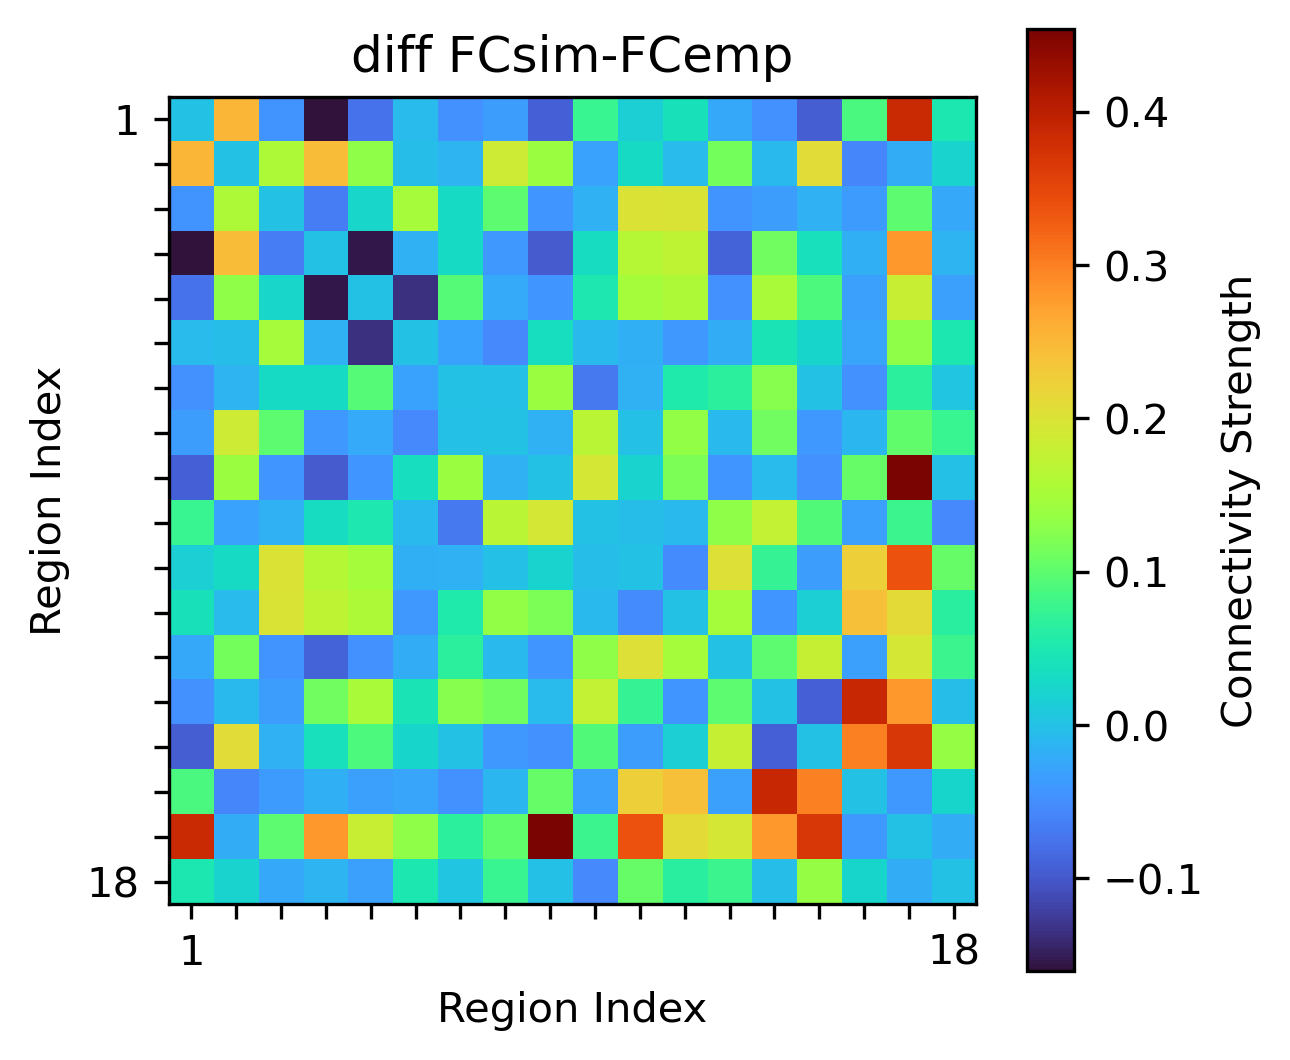 diff FCsim-FCemp
1
18
Region Index
1
18
Region Index
0.4
0.3
0.2
0.1
0.0
−0.1
Connectivity Strength